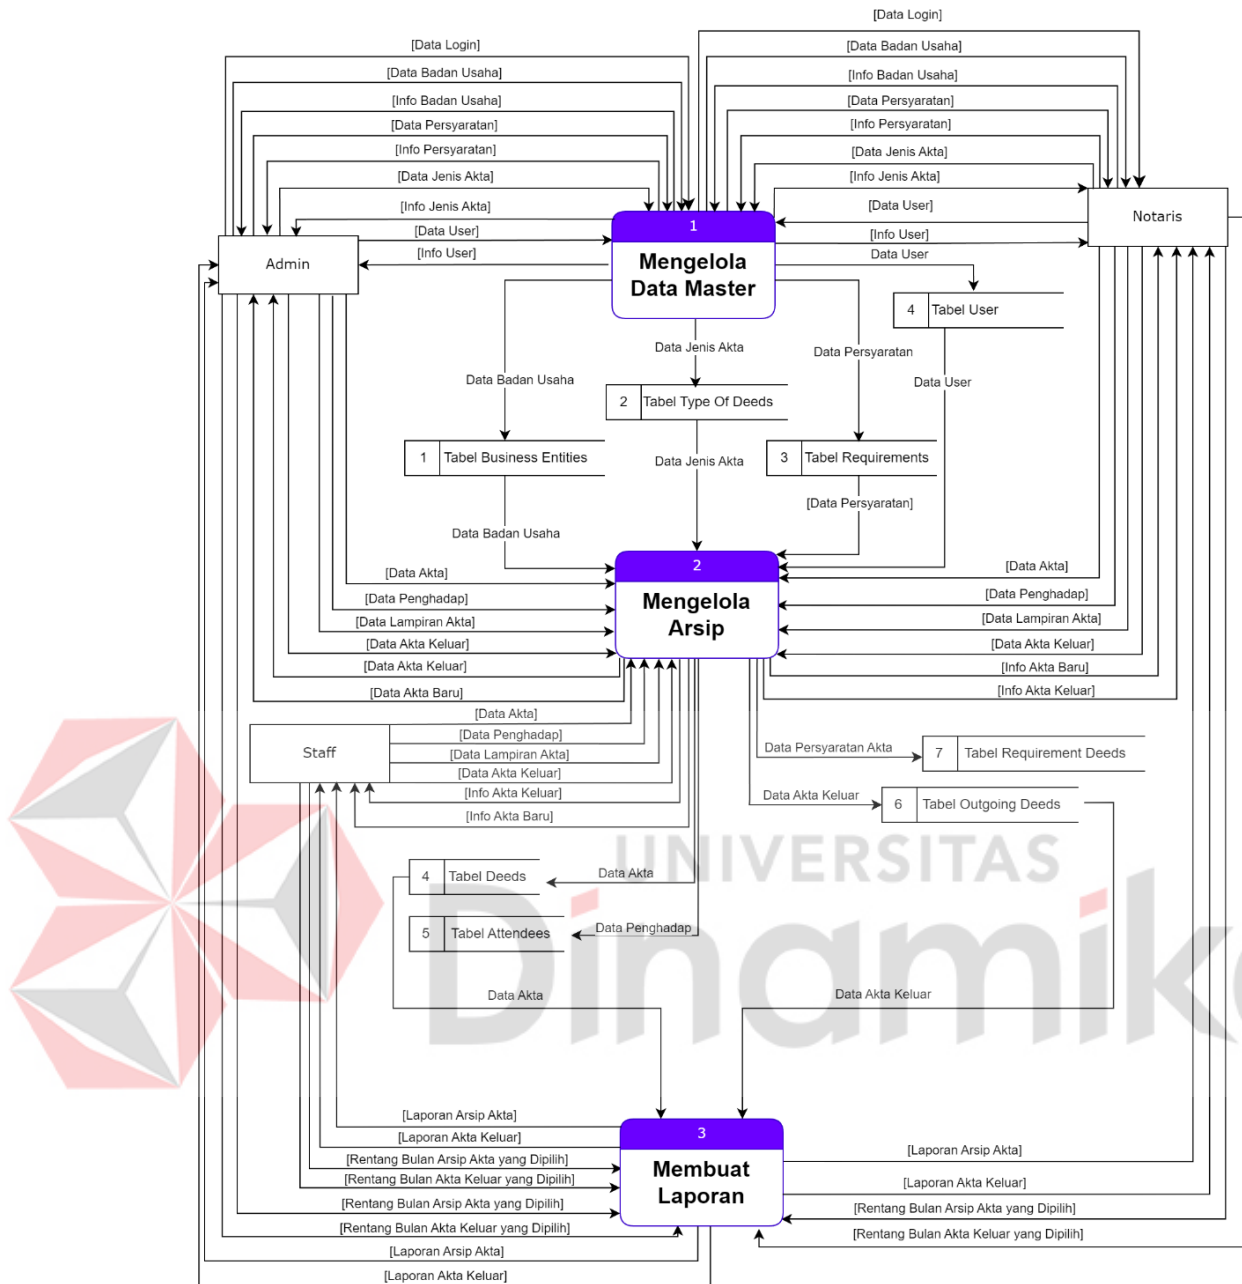 [Data Login]
[Data Login]
[Data Badan Usaha]
[Data Badan Usaha]
[Info Badan Usaha]
[Info Badan Usaha]
[Data Persyaratan]
[Data Persyaratan]
[Info Persyaratan]
[Info Persyaratan]
[Data Jenis Akta]
[Data Jenis Akta]
[Info Jenis Akta]
[Info Jenis Akta]
[Data User]
[Data User]
[Info User]
[Info User]
Admin
1
Mengelola
Data Master
Notaris
Data User
4 Tabel User
Data Jenis Akta
Data Persyaratan
Data Badan Usaha
Data User
2 Tabel Type Of Deeds
1 Tabel Business Entities
Data Jenis Akta
3 Tabel Requirements
[Data Persyaratan]
Data Badan Usaha
2
Mengelola
Arsip
[Data Akta]
[Data Penghadap]
[Data Lampiran Akta]
[Data Akta Keluar]
[Data Akta Keluar]
[Data Akta Baru]
[Data Akta]
[Data Penghadap]
[Data Lampiran Akta]
[Data Akta Keluar]
[Info Akta Baru]
[Info Akta Keluar]
Staff
[Data Akta]
[Data Penghadap]
[Data Lampiran Akta]
[Data Akta Keluar]
[Info Akta Keluar]
[Info Akta Baru]
Data Persyaratan Akta
7 Tabel Requirement Deeds
Data Akta Keluar
6 Tabel Outgoing Deeds
UNIVERSITAS
Dinamika
4 Tabel Deeds
Data Akta
5 Tabel Attendees
Data Penghadap
Data Akta
Data Akta Keluar
3
Membuat
Laporan
[Laporan Arsip Akta]
[Laporan Akta Keluar]
[Rentang Bulan Arsip Akta yang Dipilih]
[Rentang Bulan Akta Keluar yang Dipilih]
[Rentang Bulan Arsip Akta yang Dipilih]
[Rentang Bulan Akta Keluar yang Dipilih]
[Laporan Arsip Akta]
[Laporan Akta Keluar]
[Laporan Arsip Akta]
[Laporan Akta Keluar]
[Rentang Bulan Arsip Akta yang Dipilih]
[Rentang Bulan Akta Keluar yang Dipilih]